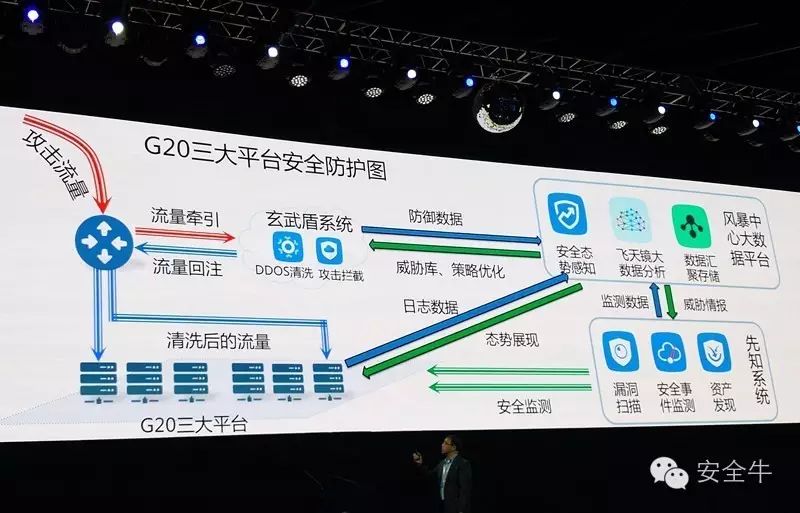 G20三大平台安全防护图
攻击流量
流量牵引
流量回注
玄武盾系统
DDOS清洗
攻击拦截
防御数据
威胁库、策略优化
安全态
势感知
飞天镜大
数据分析
数据汇
聚存储
风暴中
心大数
据平台
日志数据
态势展现
监测数据
威胁情报
清洗后的流量
G20三大平台
安全监测
漏洞
扫描
安全事
件监测
资产
发现
先知系统
安全牛